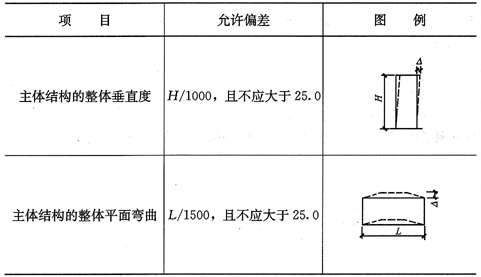 项 目 允许偏差 图 例
主体结构的整体垂直度 H/1000，且不应大于 25.0
Δ
H
主体结构的整体平面弯曲 L/1500，且不应大于 25.0
Δ
L